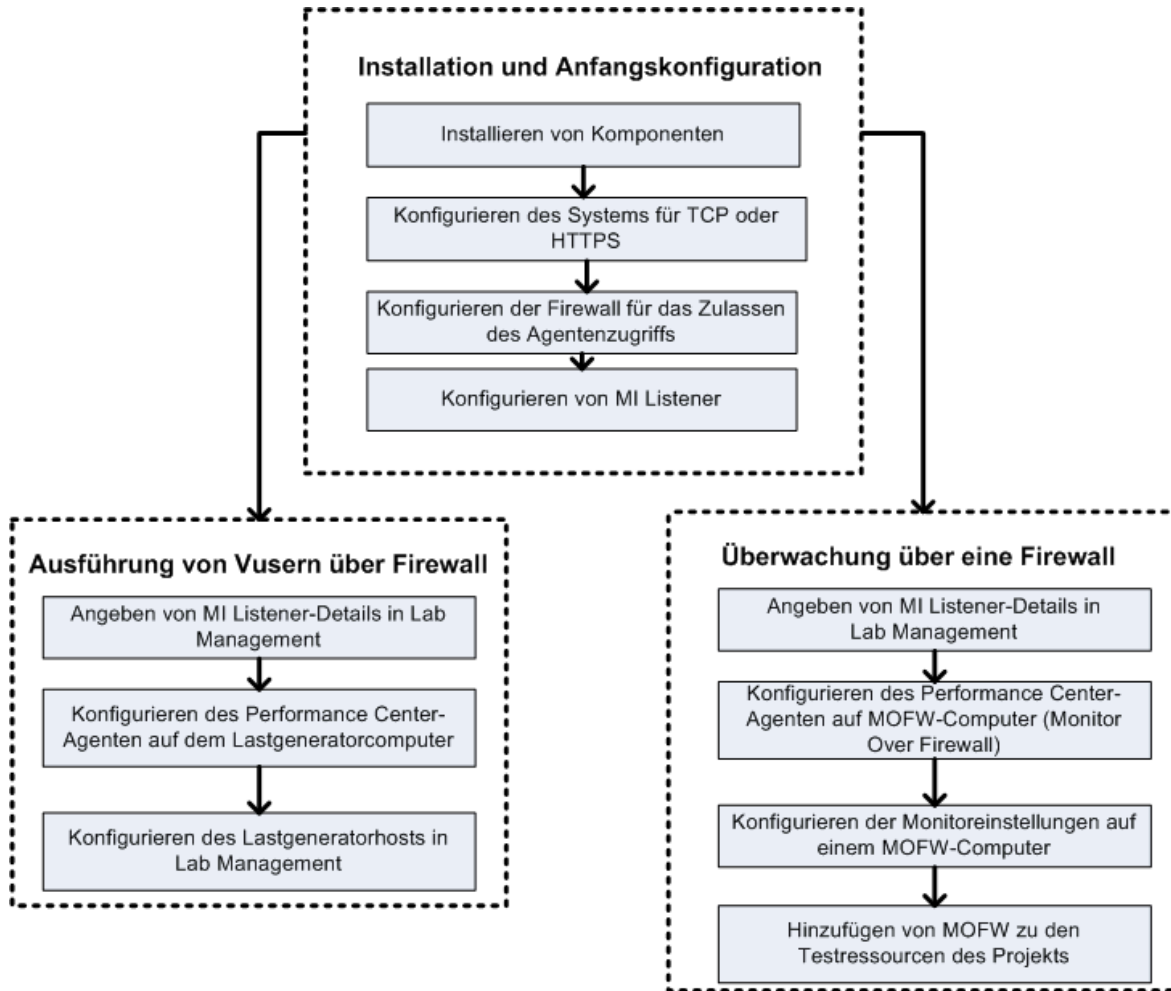 Installation und Anfangskonfiguration
Installieren von Komponenten
Konfigurieren des Systems für TCP oder
HTTPS
Konfigurieren der Firewall für das Zulassen
des Agentenzugriffs
Konfigurieren von MI Listener
Ausführung von Vusern über Firewall
Angeben von MI Listener-Details in Lab
Management
Konfigurieren des Performance Center-
Agenten auf dem Lastgeneratorcomputer
Konfigurieren des Lastgeneratorhosts in
Lab Management
Überwachung über eine Firewall
Angeben von MI Listener-Details in
Lab Management
Konfigurieren des Performance Center-
Agenten auf MOFW-Computer (Monitor
Over Firewall)
Konfigurieren der Monitoreinstellungen auf
einem MOFW-Computer
Hinzufügen von MOFW zu den
Testressourcen des Projekts